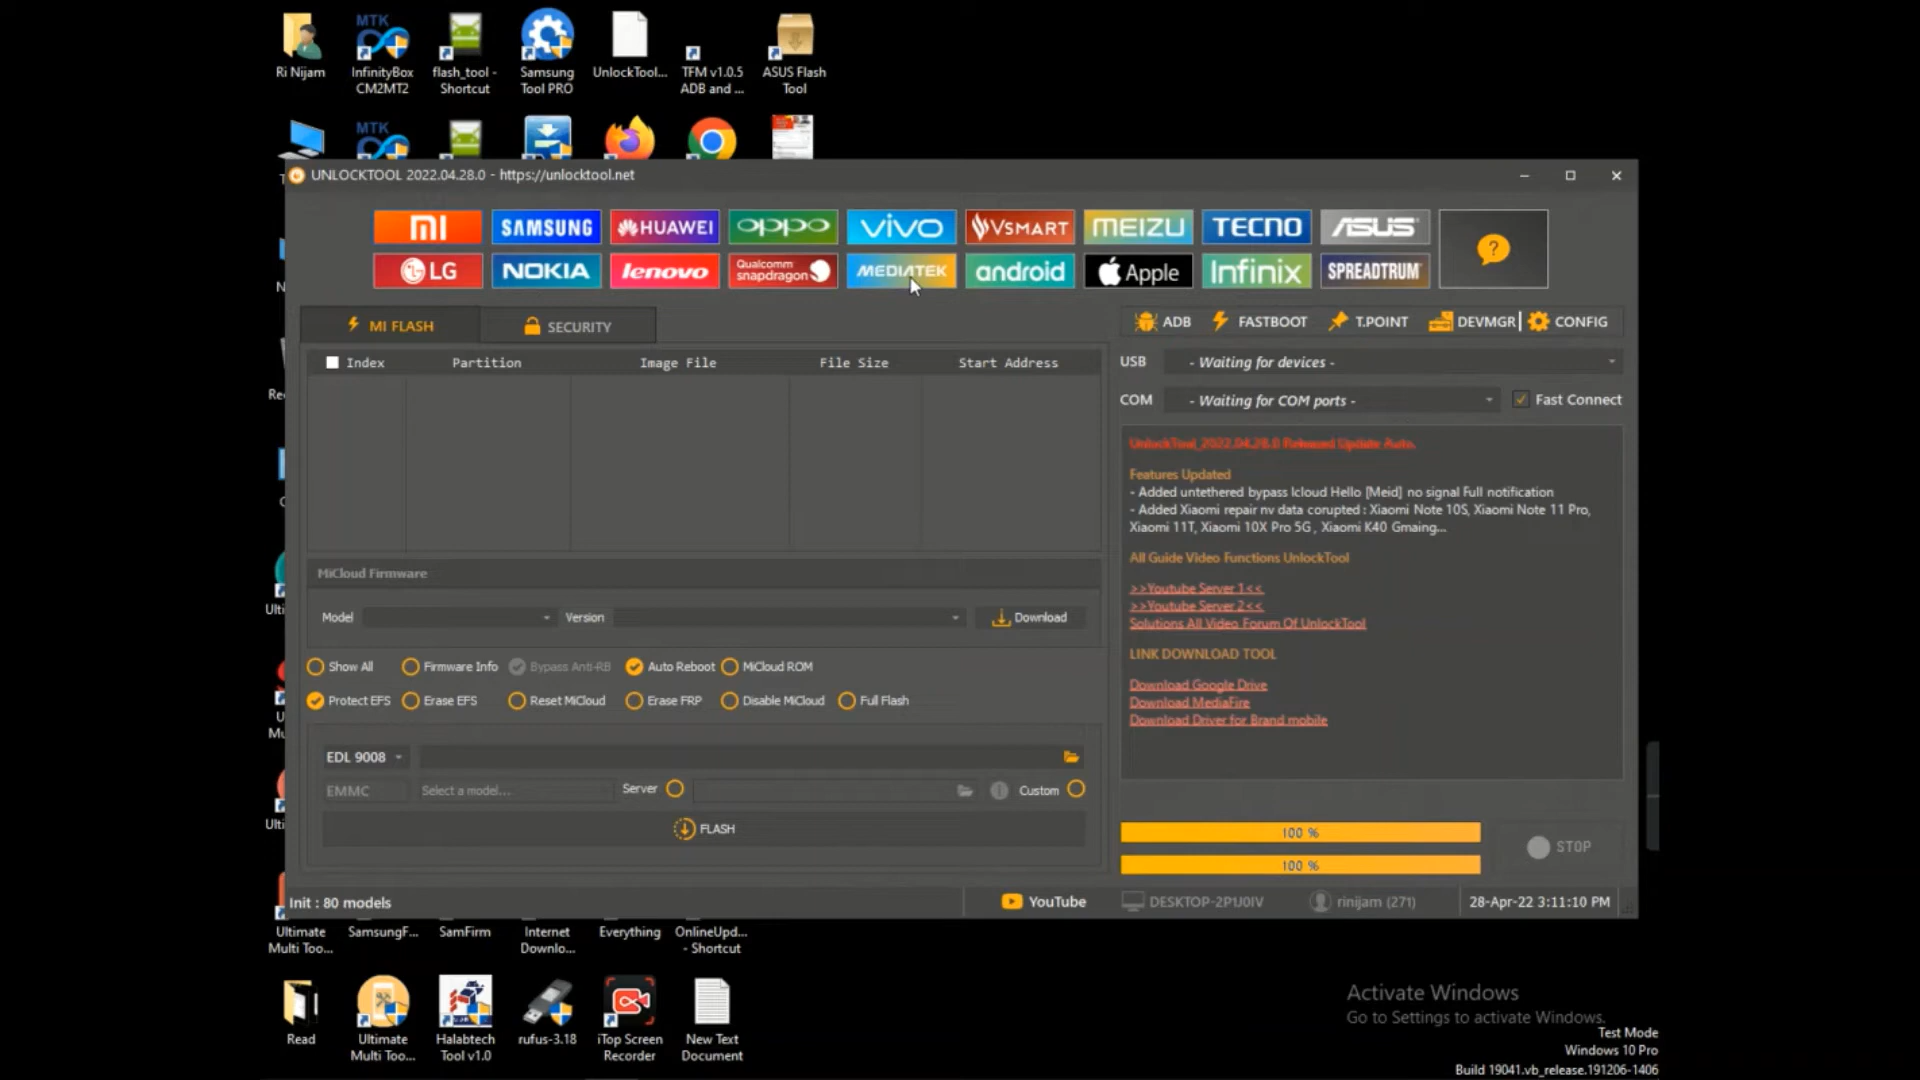 Ri Nijam
MTK
InfinityBox
CM2MT2
flash_tool -
Shortcut
Samsung
Tool PRO
UnlockTool...
TFM v1.0.5
ADB and ...
ASUS Flash
Tool
MTK
UNLOCKTOOL 2022.04.28.0 - https://unlocktool.net
MI
SAMSUNG
HUAWEI
oppo
vivo
VSMART
MEIZU
TECNO
ASUS
?
LG
NOKIA
lenovo
Qualcomm
snapdragon
MEDIATEK
android
Apple
Infinix
SPREADTRUM
MI FLASH
SECURITY
ADB
FASTBOOT
T.POINT
DEVMGR
CONFIG
Index
Partition
Image File
File Size
Start Address
USB
- Waiting for devices -
COM
- Waiting for COM ports -
Fast Connect
UnlockTool_2022.04.28.0 Released Update Auto.
Features Updated
- Added untethered bypass Icloud Hello [Meid] no signal Full notification
- Added Xiaomi repair nv data corupted : Xiaomi Note 10S, Xiaomi Note 11 Pro,
Xiaomi 11T, Xiaomi 10X Pro 5G , Xiaomi K40 Gmaing...
All Guide Video Functions UnlockTool
>>Youtube Server 1<<
>>Youtube Server 2<<
Solutions All Video Forum Of UnlockTool
LINK DOWNLOAD TOOL
Download Google Drive
Download MediaFire
Download Driver for Brand mobile
MiCloud Firmware
Model
Version
Download
Show All
Firmware Info
Bypass Anti-RB
Auto Reboot
MiCloud ROM
Protect EFS
Erase EFS
Reset MiCloud
Erase FRP
Disable MiCloud
Full Flash
EDL 9008
EMMC
Select a model...
Server
Custom
FLASH
100 %
100 %
STOP
Init : 80 models
YouTube
DESKTOP-2P1J0IV
rinijam (271)
28-Apr-22 3:11:10 PM
Ultimate
Multi Too...
SamsungF...
SamFirm
Internet
Downlo...
Everything
OnlineUpd...
- Shortcut
Read
Ultimate
Multi Too...
Halabtech
Tool v1.0
rufus-3.18
iTop Screen
Recorder
New Text
Document
Activate Windows
Go to Settings to activate Windows.
Test Mode
Windows 10 Pro
Build 19041.vb_release.191206-1406